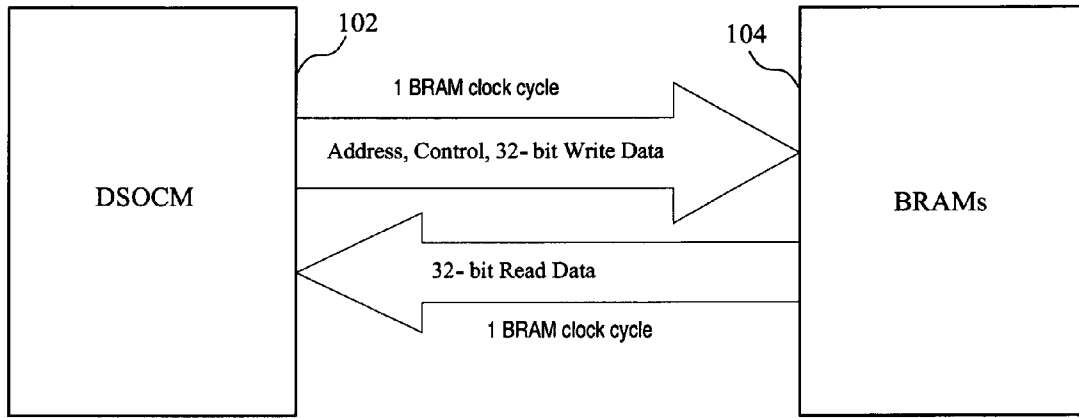 102
104
1 BRAM clock cycle
Address, Control, 32- bit Write Data
DSOCM
BRAMs
32- bit Read Data
1 BRAM clock cycle